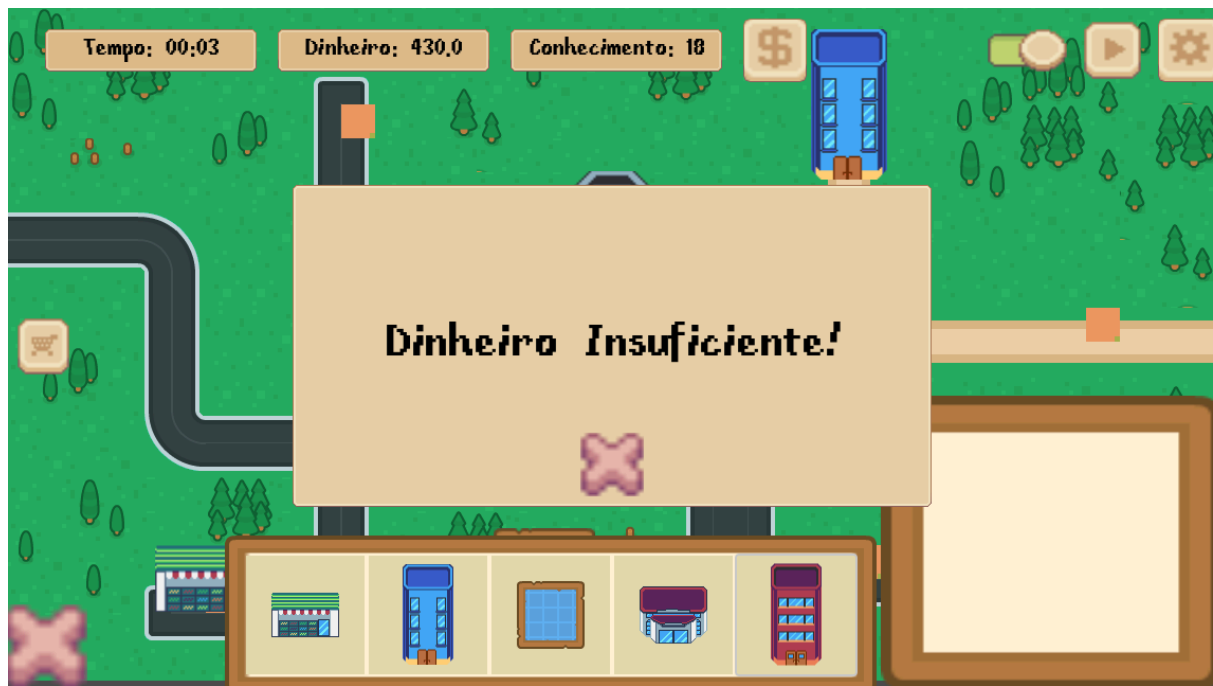 Tempo: 00:03
Dinheiro: 430.0
Conhecimento: 18
$
Dinheiro Insuficiente!